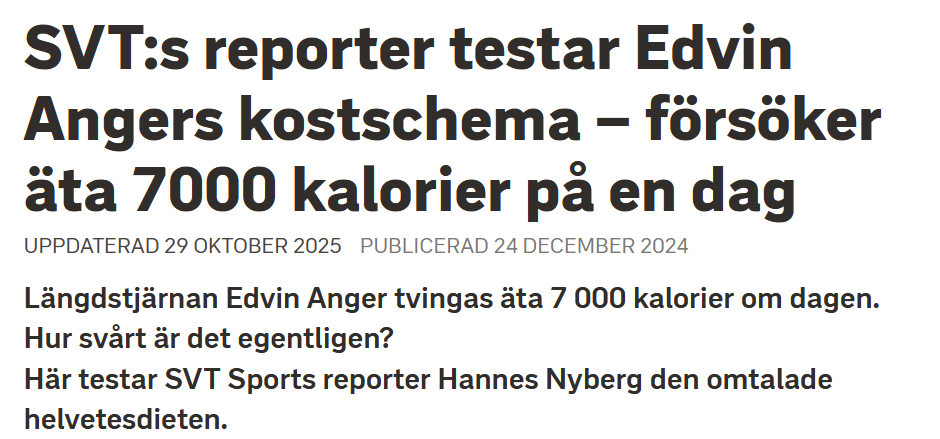 SVT:s reporter testar Edvin
Angers kostschema – försöker
äta 7000 kalorier på en dag
UPPDATERAD 29 OKTOBER 2025 PUBLICERAD 24 DECEMBER 2024
Längdstjärnan Edvin Anger tvingas äta 7 000 kalorier om dagen.
Hur svårt är det egentligen?
Här testar SVT Sports reporter Hannes Nyberg den omtalade
helvetesdieten.